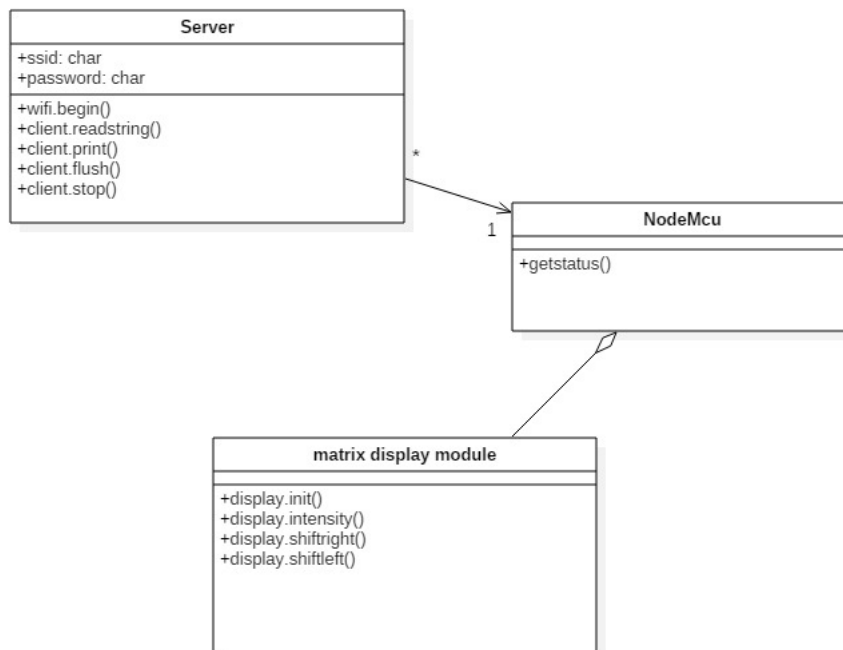 Server
+ssid: char
+password: char
+wifi.begin()
+client.readstring()
+client.print()
+client.flush()
+client.stop()
*
1
NodeMcu
+getstatus()
matrix display module
+display.init()
+display.intensity()
+display.shiftright()
+display.shiftleft()